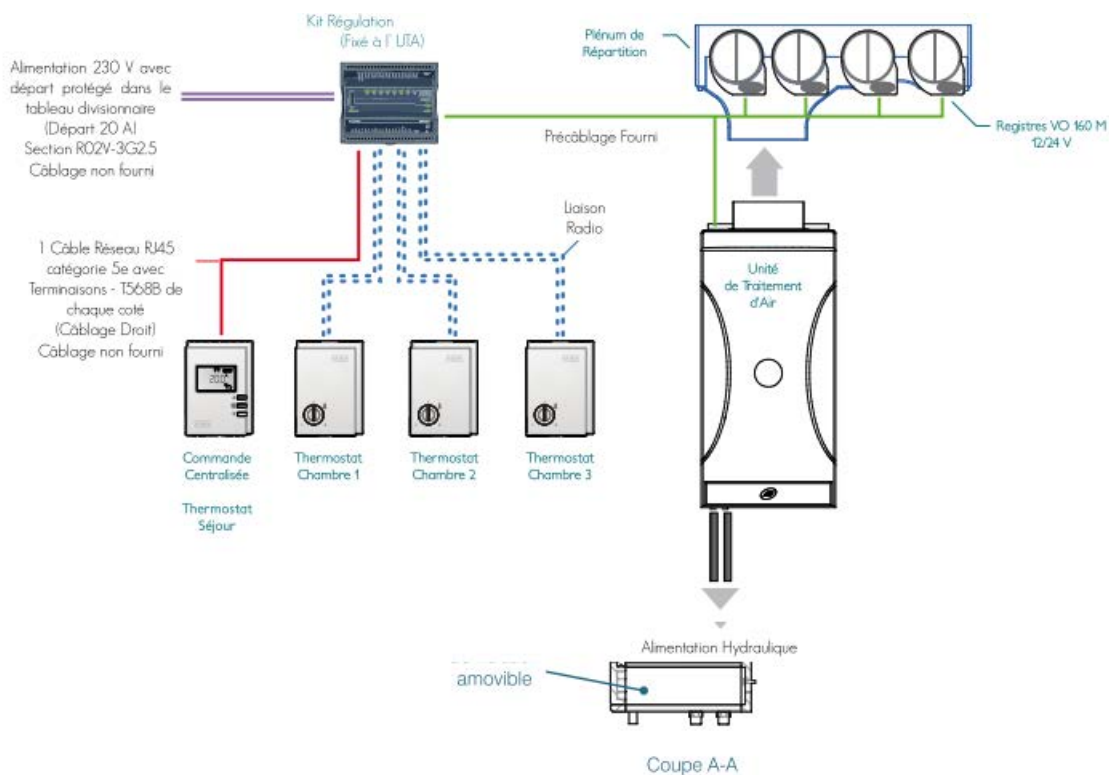 Kit Régulation
(Fixé à l' UTA)
Alimentation 230 V avec
départ protégé dans le
tableau divisionnaire
(Départ 20 A)
Section R02V-3G2.5
Câblage non fourni
Plénum de
Répartition
Précâblage Fourni
Registres VO 160 M
12/24 V
Liaison
Radio
1 Câble Réseau RJ45
catégorie 5e avec
Terminaisons - T568B de
chaque coté
(Câblage Droit)
Câblage non fourni
Unité
de Traitement
d'Air
20.0°
Commande
Centralisée
Thermostat
Séjour
Thermostat
Chambre 1
Thermostat
Chambre 2
Thermostat
Chambre 3
Alimentation Hydraulique
amovible
Coupe A-A